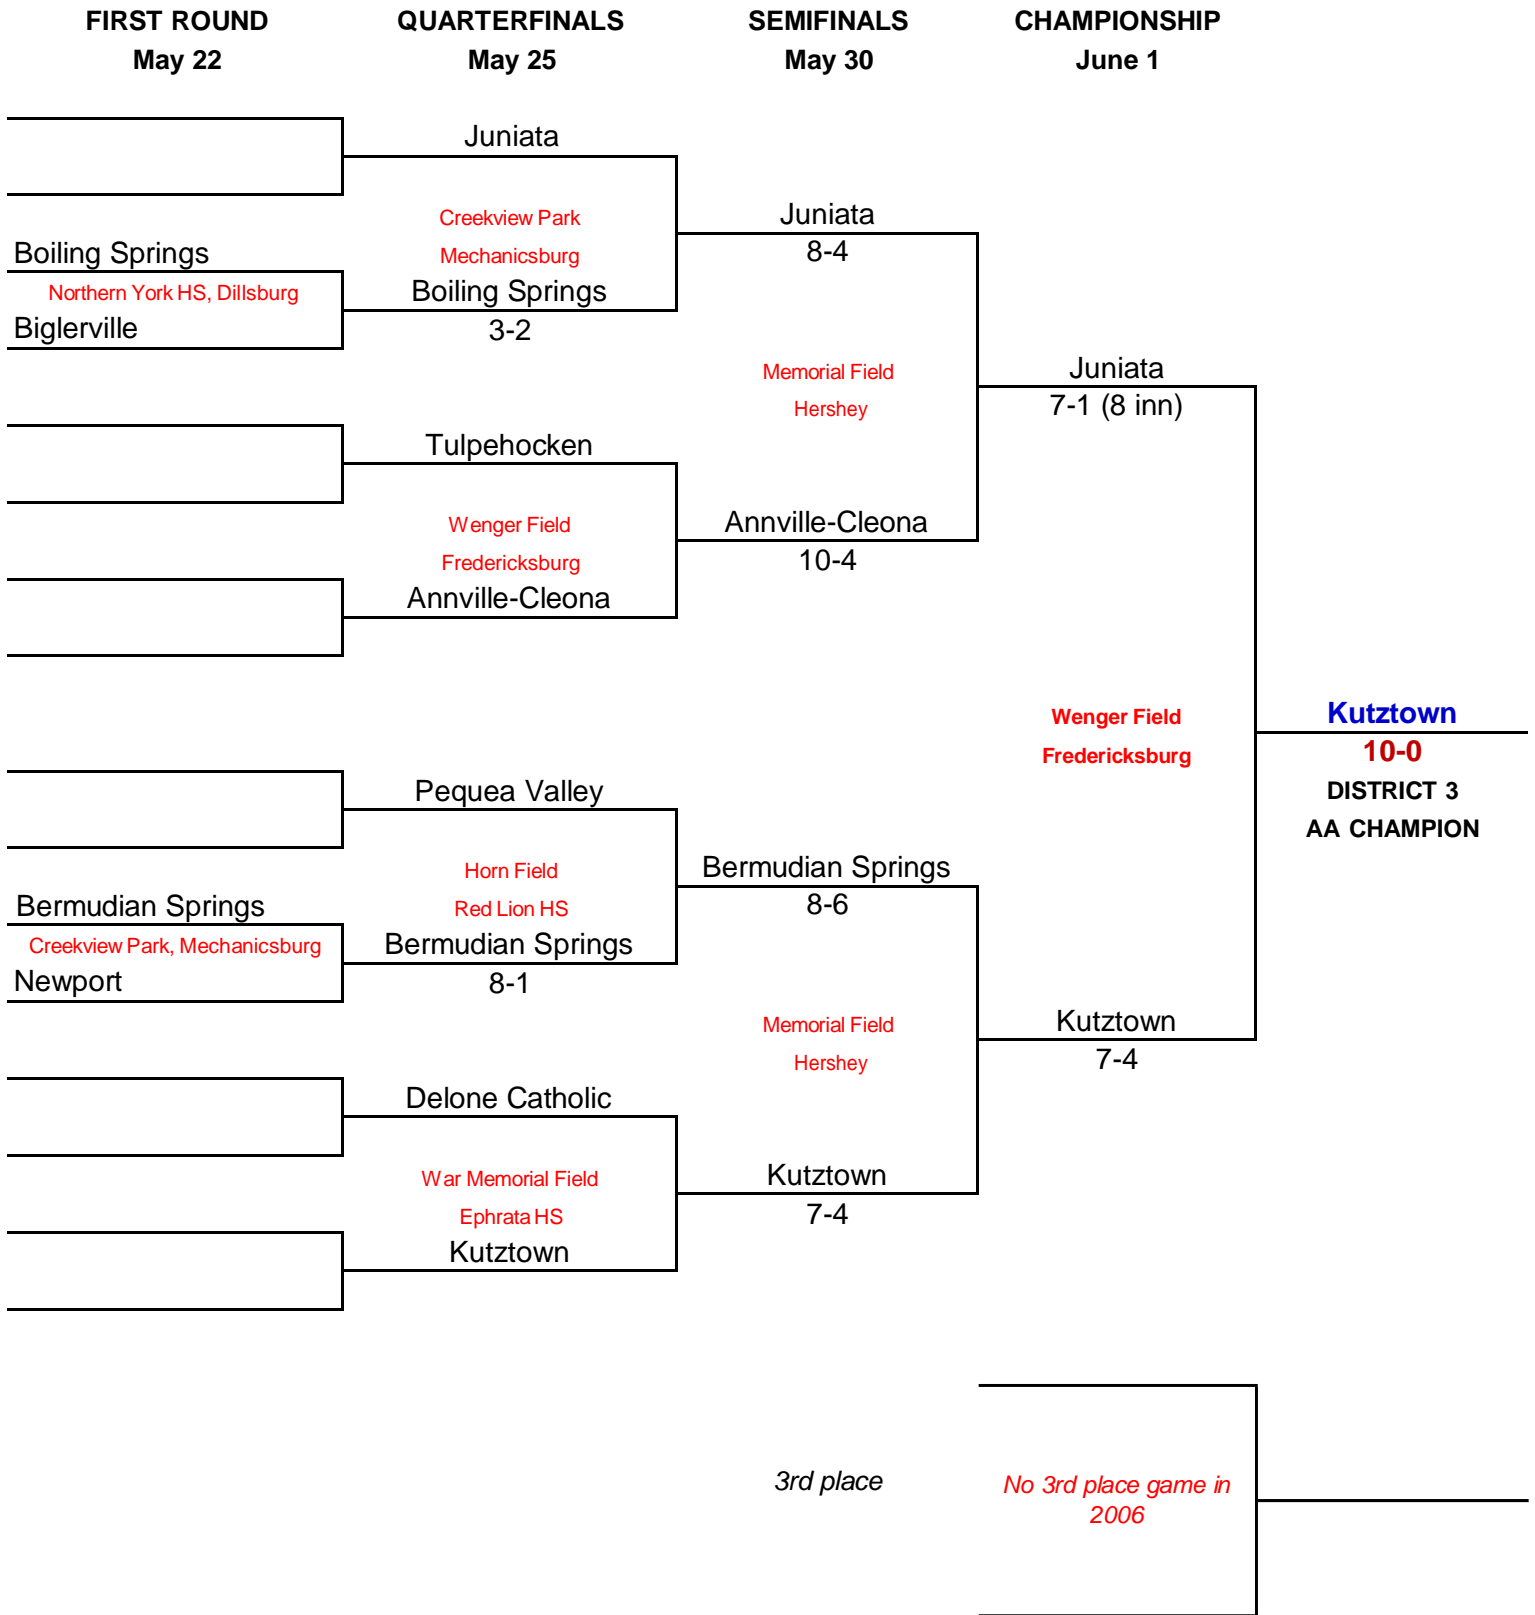 FIRST ROUND
May 22
QUARTERFINALS
May 25
SEMIFINALS
May 30
CHAMPIONSHIP
June 1
Boiling Springs
Northern York HS, Dillsburg
Biglerville
Bermudian Springs
Creekview Park, Mechanicsburg
Newport
Juniata
Creekview Park
Mechanicsburg
Boiling Springs
3-2
Tulpehocken
Wenger Field
Fredericksburg
Annville-Cleona
Pequea Valley
Horn Field
Red Lion HS
Bermudian Springs
8-1
Delone Catholic
War Memorial Field
Ephrata HS
Kutztown
Juniata
8-4
Memorial Field
Hershey
Annville-Cleona
10-4
Bermudian Springs
8-6
Memorial Field
Hershey
Kutztown
7-4
Juniata
7-1 (8 inn)
Wenger Field
Fredericksburg
Kutztown
7-4
Kutztown
10-0
DISTRICT 3
AA CHAMPION
3rd place
No 3rd place game in
2006